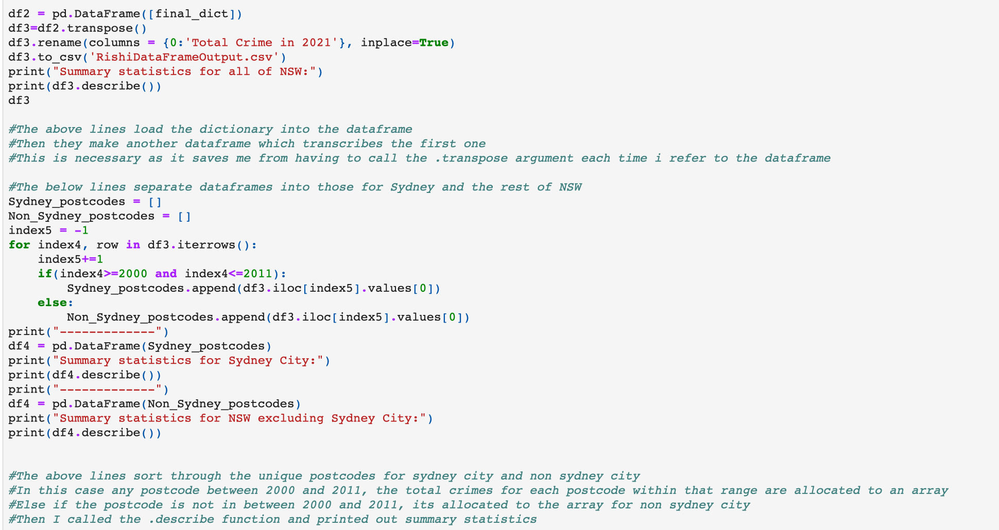 df2 = pd.DataFrame([final_dict])
df3=df2.transpose()
df3.rename(columns = {0:'Total Crime in 2021'}, inplace=True)
df3.to_csv('RishiDataFrameOutput.csv')
print("Summary statistics for all of NSW:")
print(df3.describe())
df3

#The above lines load the dictionary into the dataframe
#Then they make another dataframe which transcribes the first one
#This is necessary as it saves me from having to call the .transpose argument each time i refer to the dataframe

#The below lines separate dataframes into those for Sydney and the rest of NSW
Sydney_postcodes = []
Non_Sydney_postcodes = []
index5 = -1
for index4, row in df3.iterrows():
    index5+=1
    if(index4>=2000 and index4<=2011):
        Sydney_postcodes.append(df3.iloc[index5].values[0])
    else:
        Non_Sydney_postcodes.append(df3.iloc[index5].values[0])
print("-------------")
df4 = pd.DataFrame(Sydney_postcodes)
print("Summary statistics for Sydney City:")
print(df4.describe())
print("-------------")
df4 = pd.DataFrame(Non_Sydney_postcodes)
print("Summary statistics for NSW excluding Sydney City:")
print(df4.describe())

#The above lines sort through the unique postcodes for sydney city and non sydney city
#In this case any postcode between 2000 and 2011, the total crimes for each postcode within that range are allocated to an array
#Else if the postcode is not in between 2000 and 2011, its allocated to the array for non sydney city
#Then I called the .describe function and printed out summary statistics